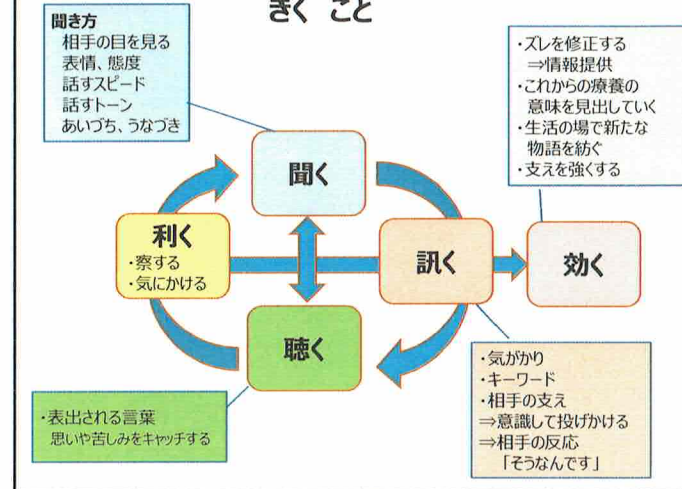 きく こと
聞き方
相手の目を見る
表情、態度
話すスピード
話すトーン
あいづち、うなづき
・ズレを修正する
⇒情報提供
・これからの療養の
意味を見出していく
・生活の場で新たな
物語を紡ぐ
・支えを強くする
聞く
利く
・察する
・気にかける
訊く
効く
聴く
・表出される言葉
思いや苦しみをキャッチする
・気がかり
・キーワード
・相手の支え
⇒意識して投げかける
⇒相手の反応
「そうなんです」